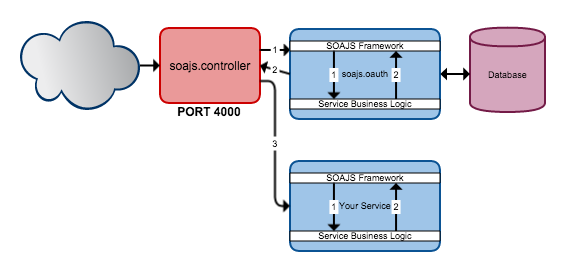 soajs.controller
PORT 4000
1
2
3
SOAJS Framework
1
soajs.oauth
2
Service Business Logic
Database
SOAJS Framework
1
Your Service
2
Service Business Logic